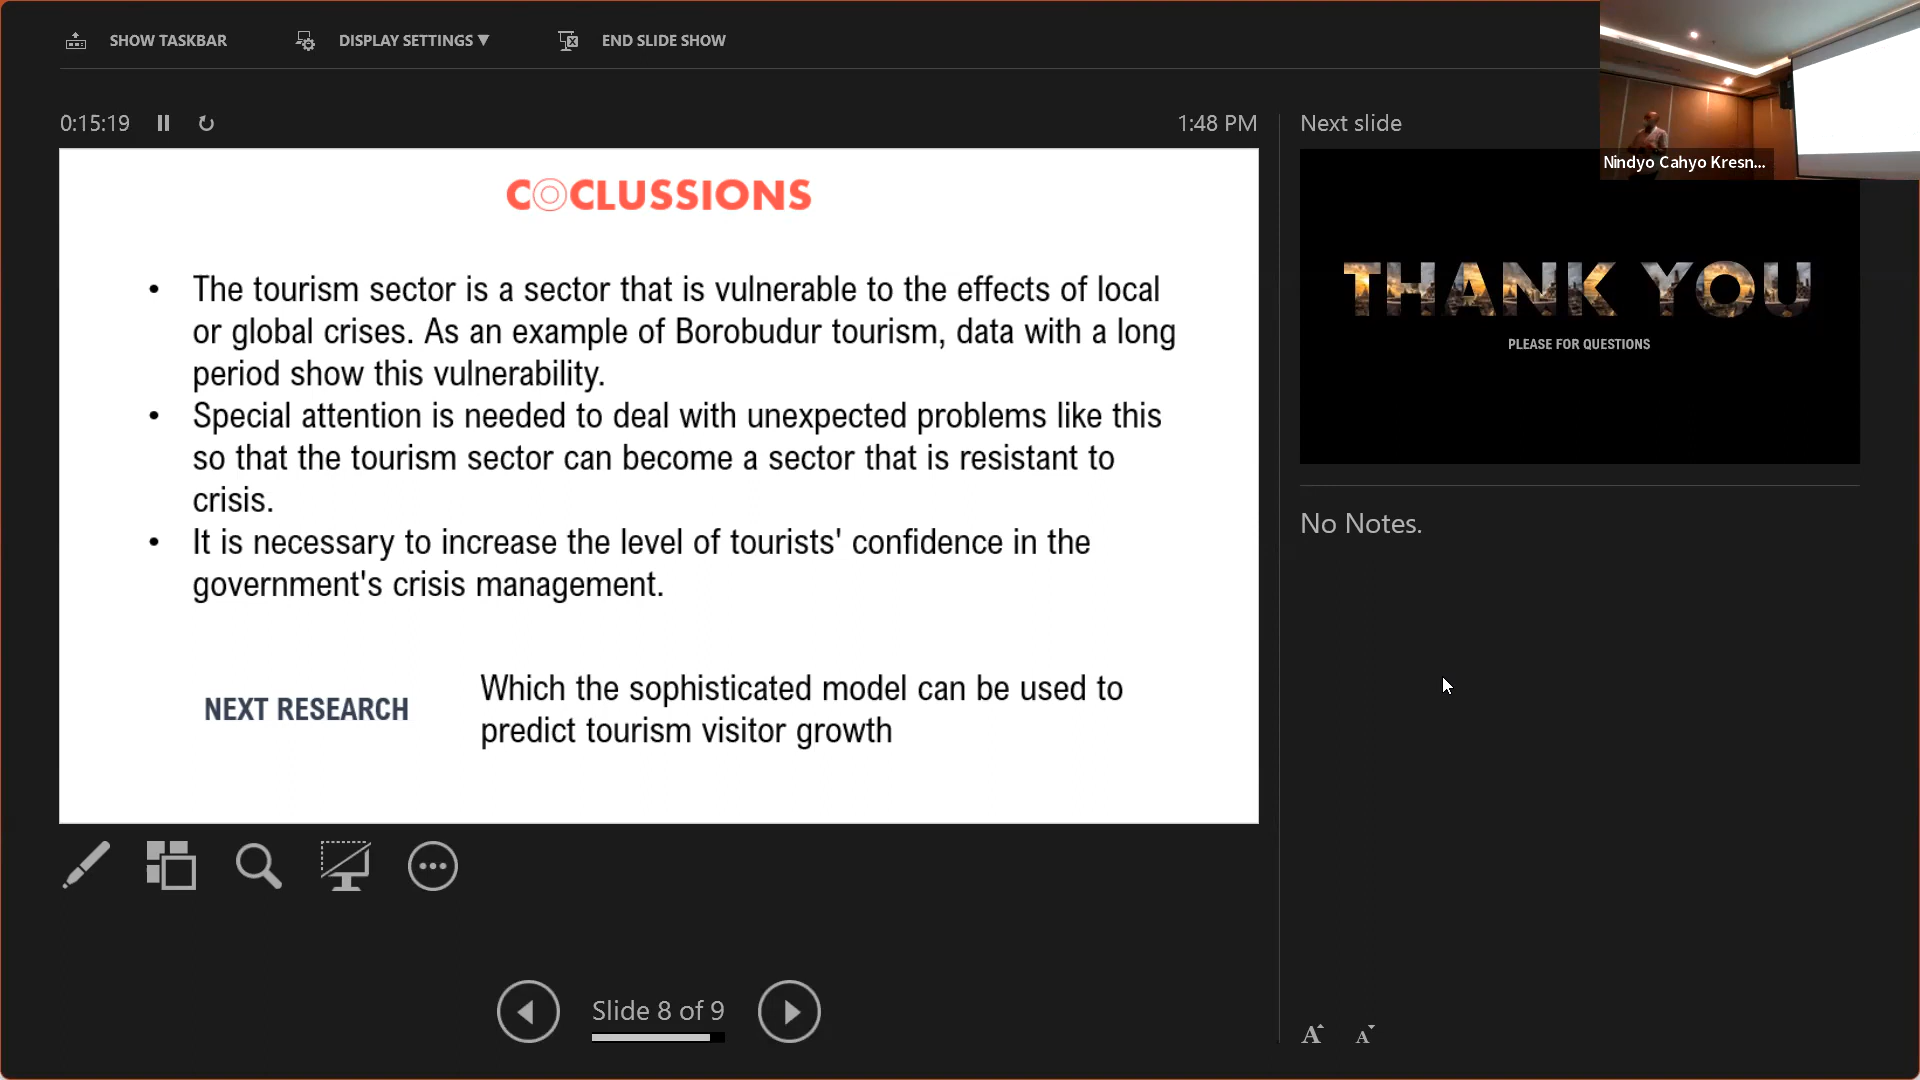 SHOW TASKBAR
DISPLAY SETTINGS ▼
END SLIDE SHOW
0:15:19
1:48 PM
Next slide
Nindyo Cahyo Kresn...
COCLUSSIONS
• The tourism sector is a sector that is vulnerable to the effects of local
or global crises. As an example of Borobudur tourism, data with a long
period show this vulnerability.
• Special attention is needed to deal with unexpected problems like this
so that the tourism sector can become a sector that is resistant to
crisis.
• It is necessary to increase the level of tourists' confidence in the
government's crisis management.
NEXT RESEARCH
Which the sophisticated model can be used to
predict tourism visitor growth
THANK YOU
PLEASE FOR QUESTIONS
No Notes.
Slide 8 of 9
A A